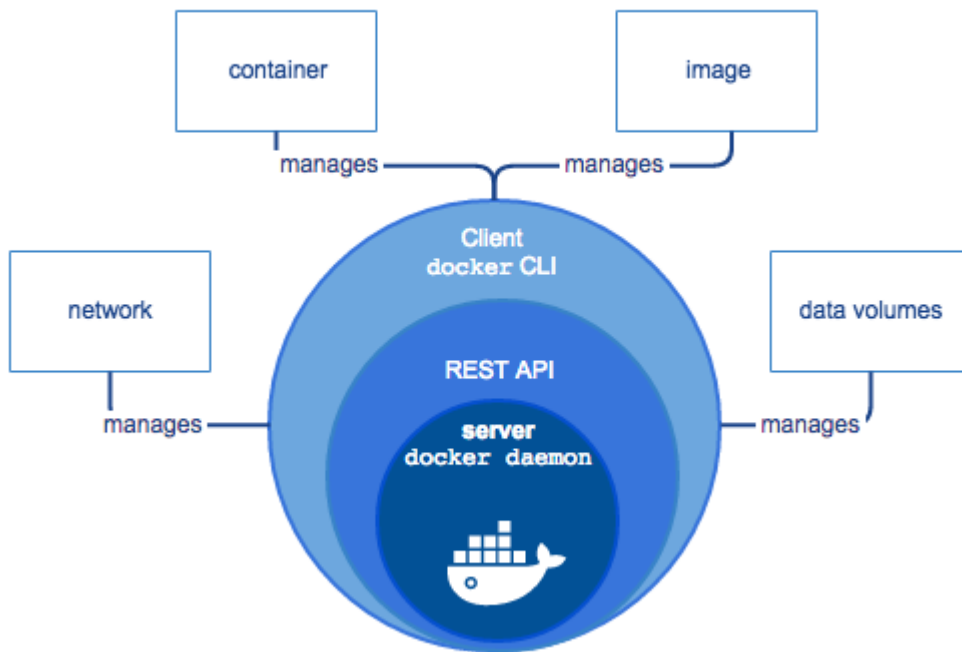 container
image
manages
manages
Client
docker CLI
network
data volumes
REST API
manages
manages
server
docker daemon